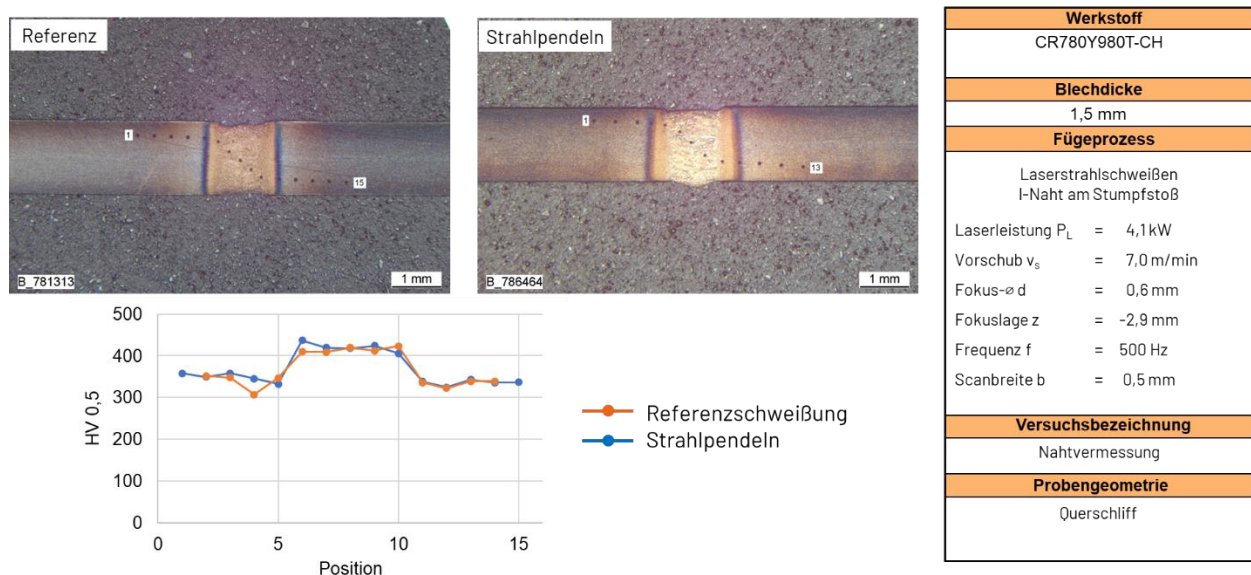 Referenz
1
15
B_781313
1 mm
Strahlpendeln
1
13
B_786464
1 mm
500
400
300
200
100
0
HV 0,5
0
5
10
15
Position
Referenzschweißung
Strahlpendeln
Werkstoff
CR780Y980T-CH
Blechdicke
1,5 mm
Fügeprozess
Laserstrahlschweißen
I-Naht am Stumpfstoß
Laserleistung PL = 4,1 kW
Vorschub vs = 7,0 m/min
Fokus-⌀ d = 0,6 mm
Fokuslage z = -2,9 mm
Frequenz f = 500 Hz
Scanbreite b = 0,5 mm
Versuchsbezeichnung
Nahtvermessung
Probengeometrie
Querschliff